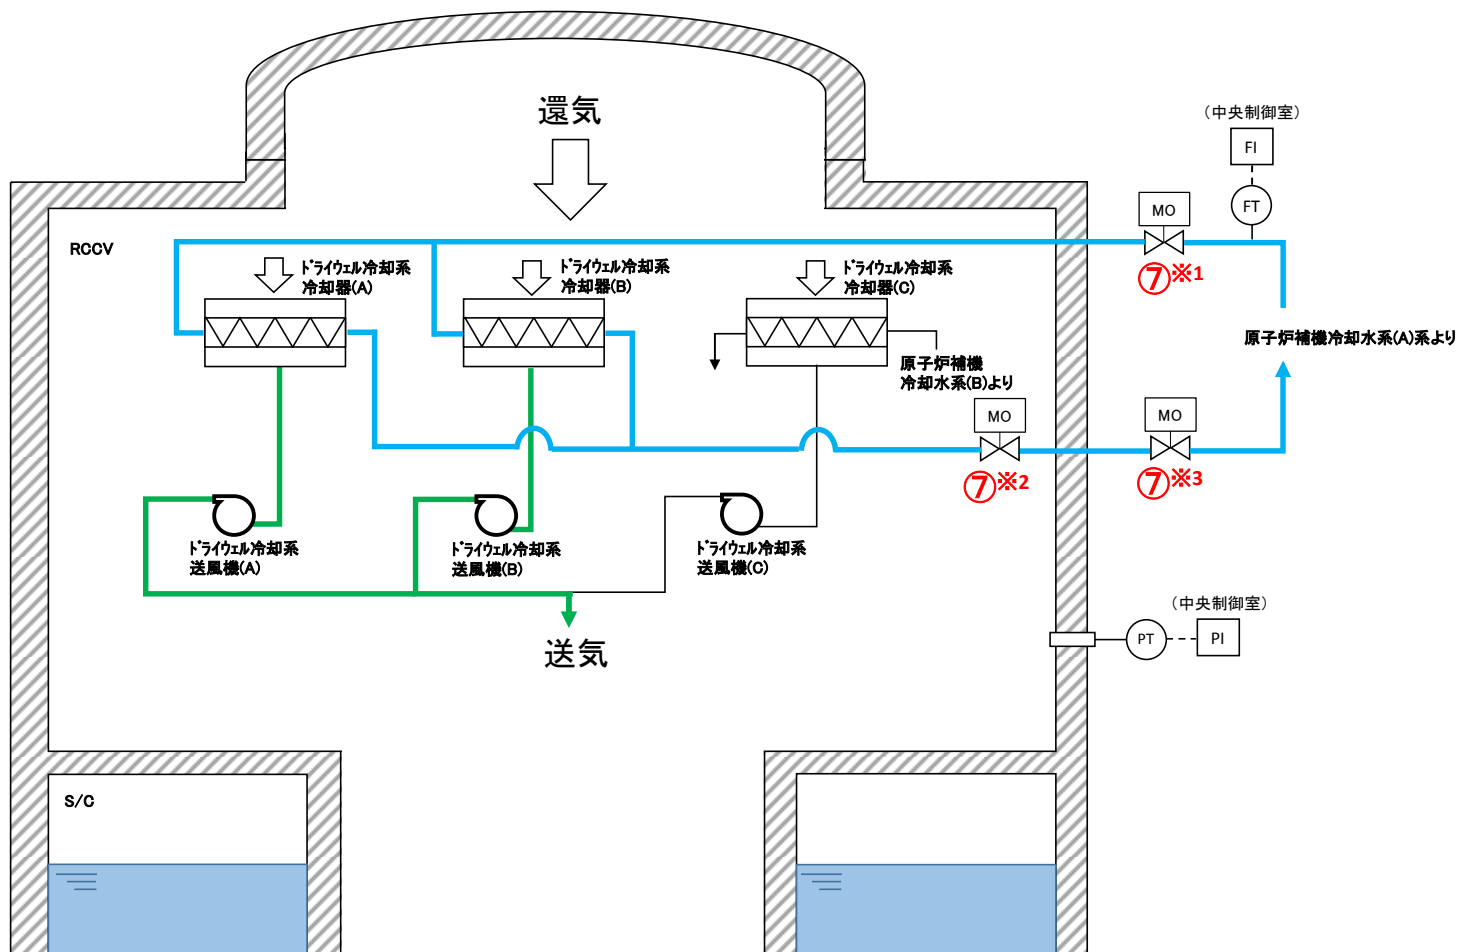 還気
（中央制御室）
FI
FT
MO
⑦※1
RCCV
ﾄﾞﾗｲｳｪﾙ冷却系
冷却器(A)
ﾄﾞﾗｲｳｪﾙ冷却系
冷却器(B)
ﾄﾞﾗｲｳｪﾙ冷却系
冷却器(C)
原子炉補機冷却水系(A)系より
原子炉補機
冷却水系(B)より
MO
⑦※2
MO
⑦※3
ﾄﾞﾗｲｳｪﾙ冷却系
送風機(A)
ﾄﾞﾗｲｳｪﾙ冷却系
送風機(B)
ﾄﾞﾗｲｳｪﾙ冷却系
送風機(C)
送気
（中央制御室）
PT
PI
S/C